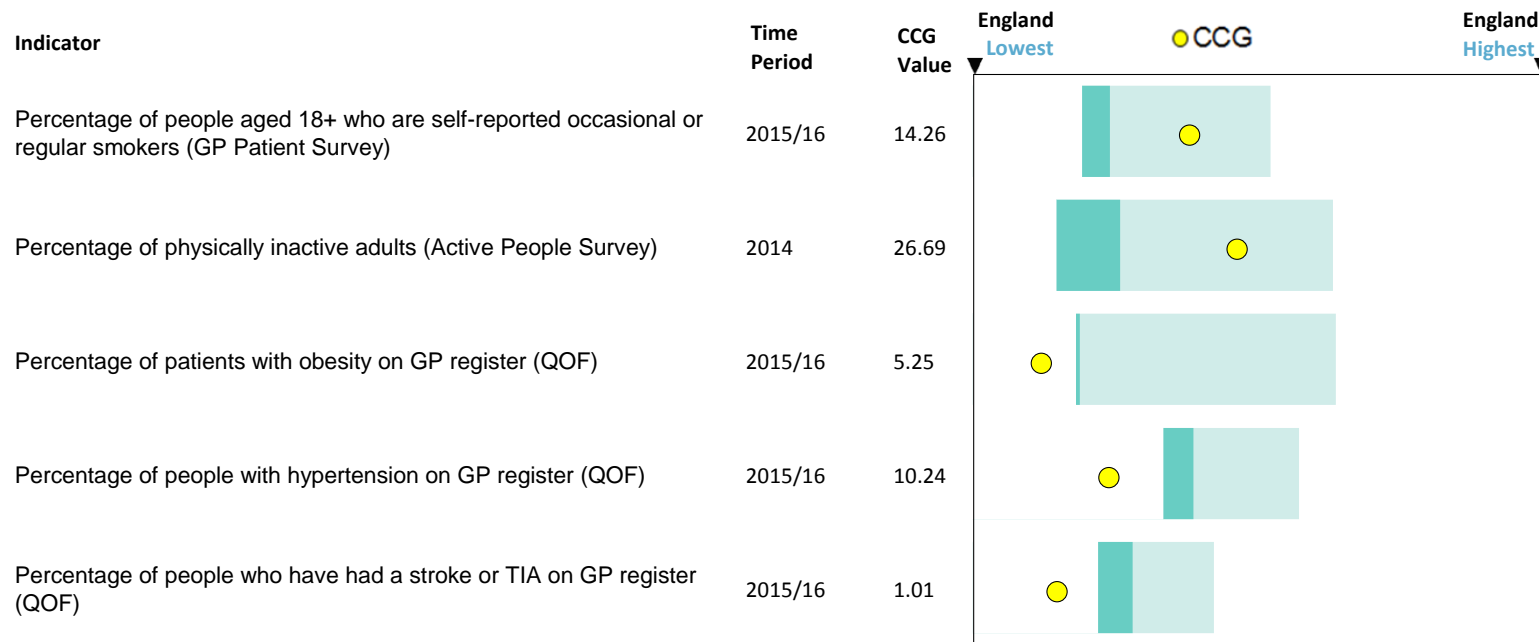 Indicator
Time
Period
CCG
Value
England
Lowest
CCG
England
Highest
Percentage of people aged 18+ who are self-reported occasional or
regular smokers (GP Patient Survey)
2015/16
14.26
Percentage of physically inactive adults (Active People Survey)
2014
26.69
Percentage of patients with obesity on GP register (QOF)
2015/16
5.25
Percentage of people with hypertension on GP register (QOF)
2015/16
10.24
Percentage of people who have had a stroke or TIA on GP register
(QOF)
2015/16
1.01